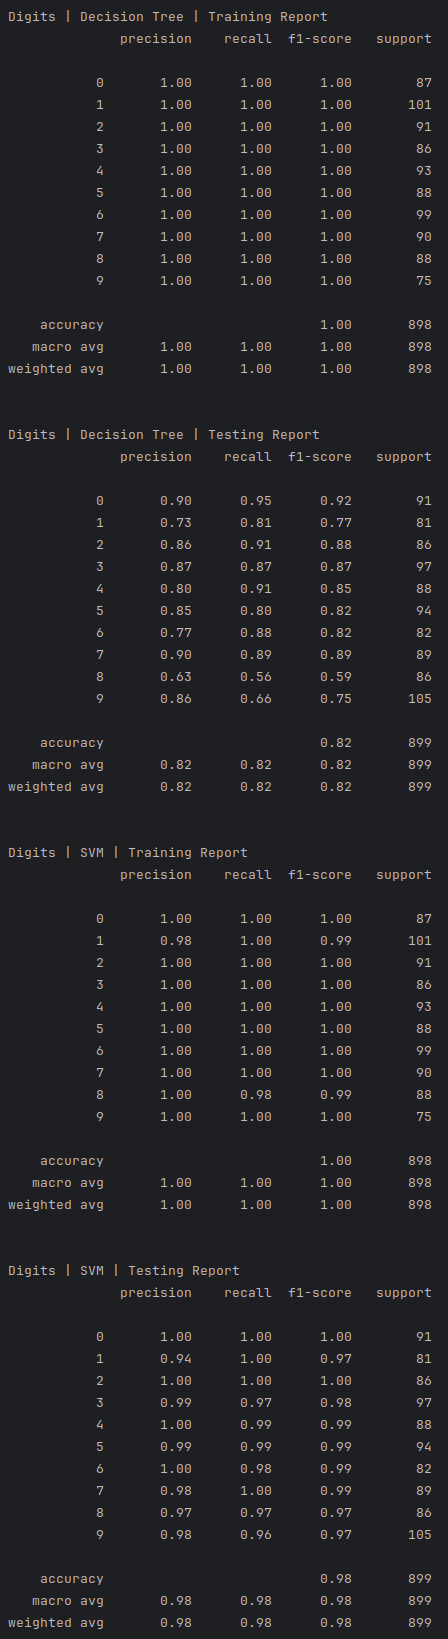 Digits | Decision Tree | Training Report
              precision    recall  f1-score   support

           0       1.00      1.00      1.00        87
           1       1.00      1.00      1.00       101
           2       1.00      1.00      1.00        91
           3       1.00      1.00      1.00        86
           4       1.00      1.00      1.00        93
           5       1.00      1.00      1.00        88
           6       1.00      1.00      1.00        99
           7       1.00      1.00      1.00        90
           8       1.00      1.00      1.00        88
           9       1.00      1.00      1.00        75

    accuracy                           1.00       898
   macro avg       1.00      1.00      1.00       898
weighted avg       1.00      1.00      1.00       898


Digits | Decision Tree | Testing Report
              precision    recall  f1-score   support

           0       0.90      0.95      0.92        91
           1       0.73      0.81      0.77        81
           2       0.86      0.91      0.88        86
           3       0.87      0.87      0.87        97
           4       0.80      0.91      0.85        88
           5       0.85      0.80      0.82        94
           6       0.77      0.88      0.82        82
           7       0.90      0.89      0.89        89
           8       0.63      0.56      0.59        86
           9       0.86      0.66      0.75       105

    accuracy                           0.82       899
   macro avg       0.82      0.82      0.82       899
weighted avg       0.82      0.82      0.82       899


Digits | SVM | Training Report
              precision    recall  f1-score   support

           0       1.00      1.00      1.00        87
           1       0.98      1.00      0.99       101
           2       1.00      1.00      1.00        91
           3       1.00      1.00      1.00        86
           4       1.00      1.00      1.00        93
           5       1.00      1.00      1.00        88
           6       1.00      1.00      1.00        99
           7       1.00      1.00      1.00        90
           8       1.00      0.98      0.99        88
           9       1.00      1.00      1.00        75

    accuracy                           1.00       898
   macro avg       1.00      1.00      1.00       898
weighted avg       1.00      1.00      1.00       898


Digits | SVM | Testing Report
              precision    recall  f1-score   support

           0       1.00      1.00      1.00        91
           1       0.94      1.00      0.97        81
           2       1.00      1.00      1.00        86
           3       0.99      0.97      0.98        97
           4       1.00      0.99      0.99        88
           5       0.99      0.99      0.99        94
           6       1.00      0.98      0.99        82
           7       0.98      1.00      0.99        89
           8       0.97      0.97      0.97        86
           9       0.98      0.96      0.97       105

    accuracy                           0.98       899
   macro avg       0.98      0.98      0.98       899
weighted avg       0.98      0.98      0.98       899